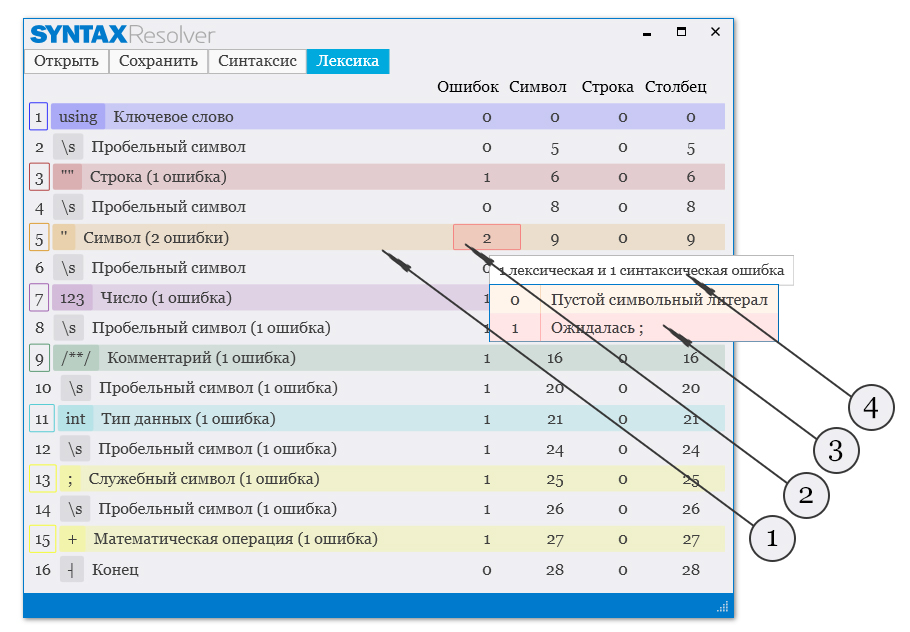 SYNTAXResolver
Открыть Сохранить Синтаксис Лексика
Ошибок Символ Строка Столбец
1 using Ключевое слово 0 0 0 0
2 \s Пробельный символ 0 5 0 5
3 "" Строка (1 ошибка) 1 6 0 6
4 \s Пробельный символ 0 8 0 8
5 '' Символ (2 ошибки) 2 9 0 9
6 \s Пробельный символ 0
1 лексическая и 1 синтаксическая ошибка
7 123 Число (1 ошибка) 1
0 Пустой символьный литерал
8 \s Пробельный символ (1 ошибка) 1
1 Ожидалась ;
9 /**/ Комментарий (1 ошибка) 1 16 0 16
10 \s Пробельный символ (1 ошибка) 1 20 0 20
11 int Тип данных (1 ошибка) 1 21 0 21
12 \s Пробельный символ (1 ошибка) 1 24 0 24
13 ; Служебный символ (1 ошибка) 1 25 0 25
14 \s Пробельный символ (1 ошибка) 1 26 0 26
15 + Математическая операция (1 ошибка) 1 27 0 27
16 ┤ Конец 0 28 0 28
4
3
2
1